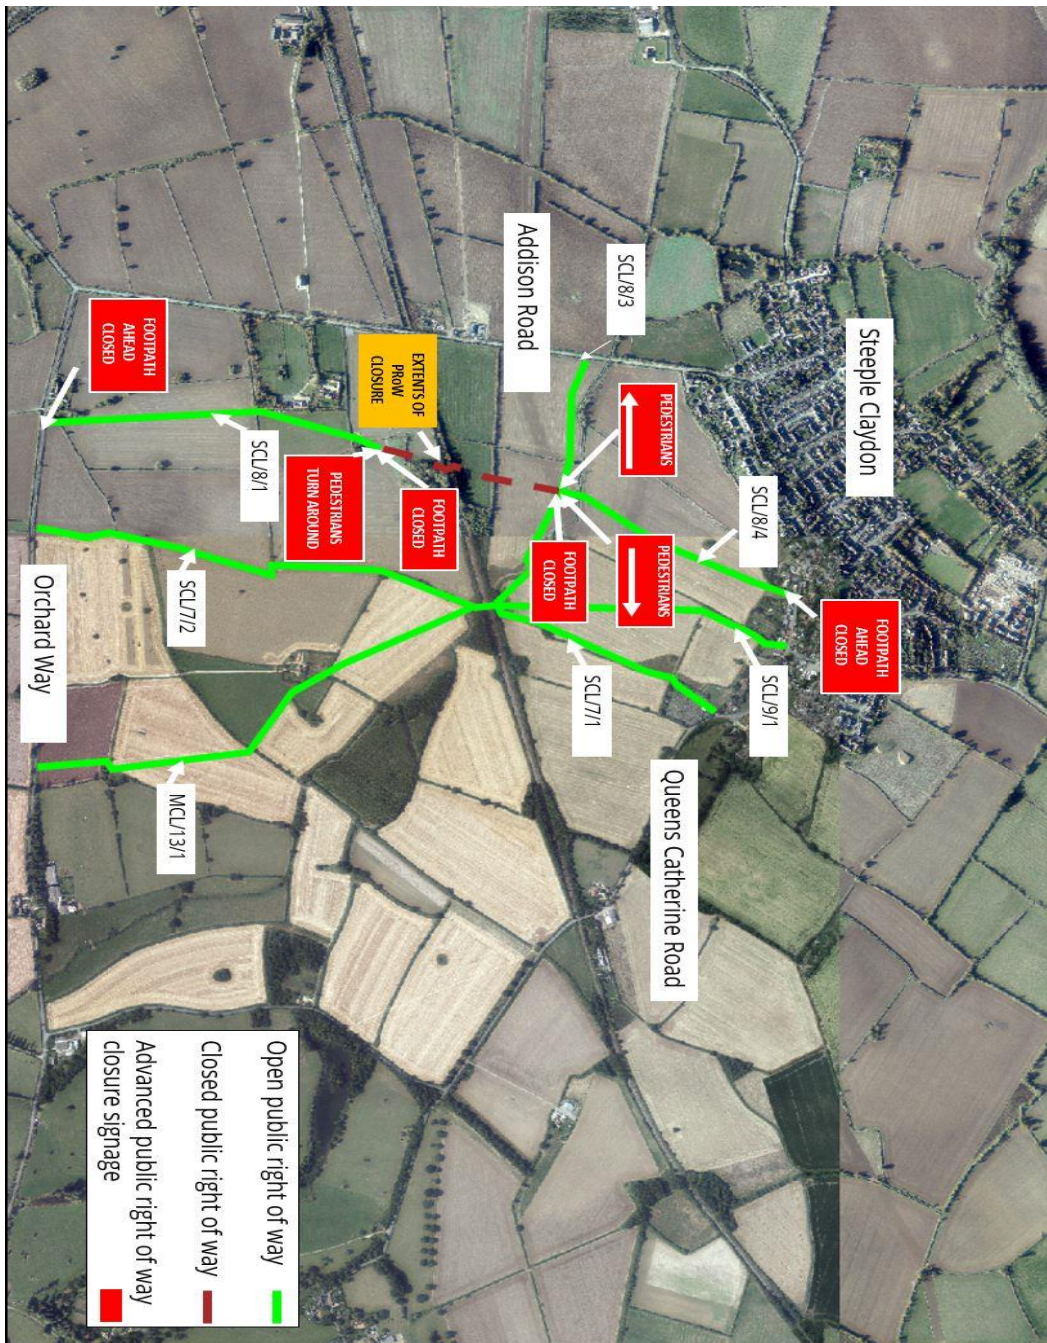 Steeple Claydon
FOOTPATH
AHEAD
CLOSED
SCL/8/4
SCL/9/1
Queens Catherine Road
PEDESTRIANS
PEDESTRIANS
SCL/8/3
SCL/7/1
FOOTPATH
CLOSED
Addison Road
FOOTPATH
CLOSED
EXTENTS OF
PRoW
CLOSURE
PEDESTRIANS
TURN AROUND
SCL/8/1
SCL/7/2
MCL/13/1
FOOTPATH
AHEAD
CLOSED
Orchard Way
Open public right of way
Closed public right of way
Advanced public right of way
closure signage